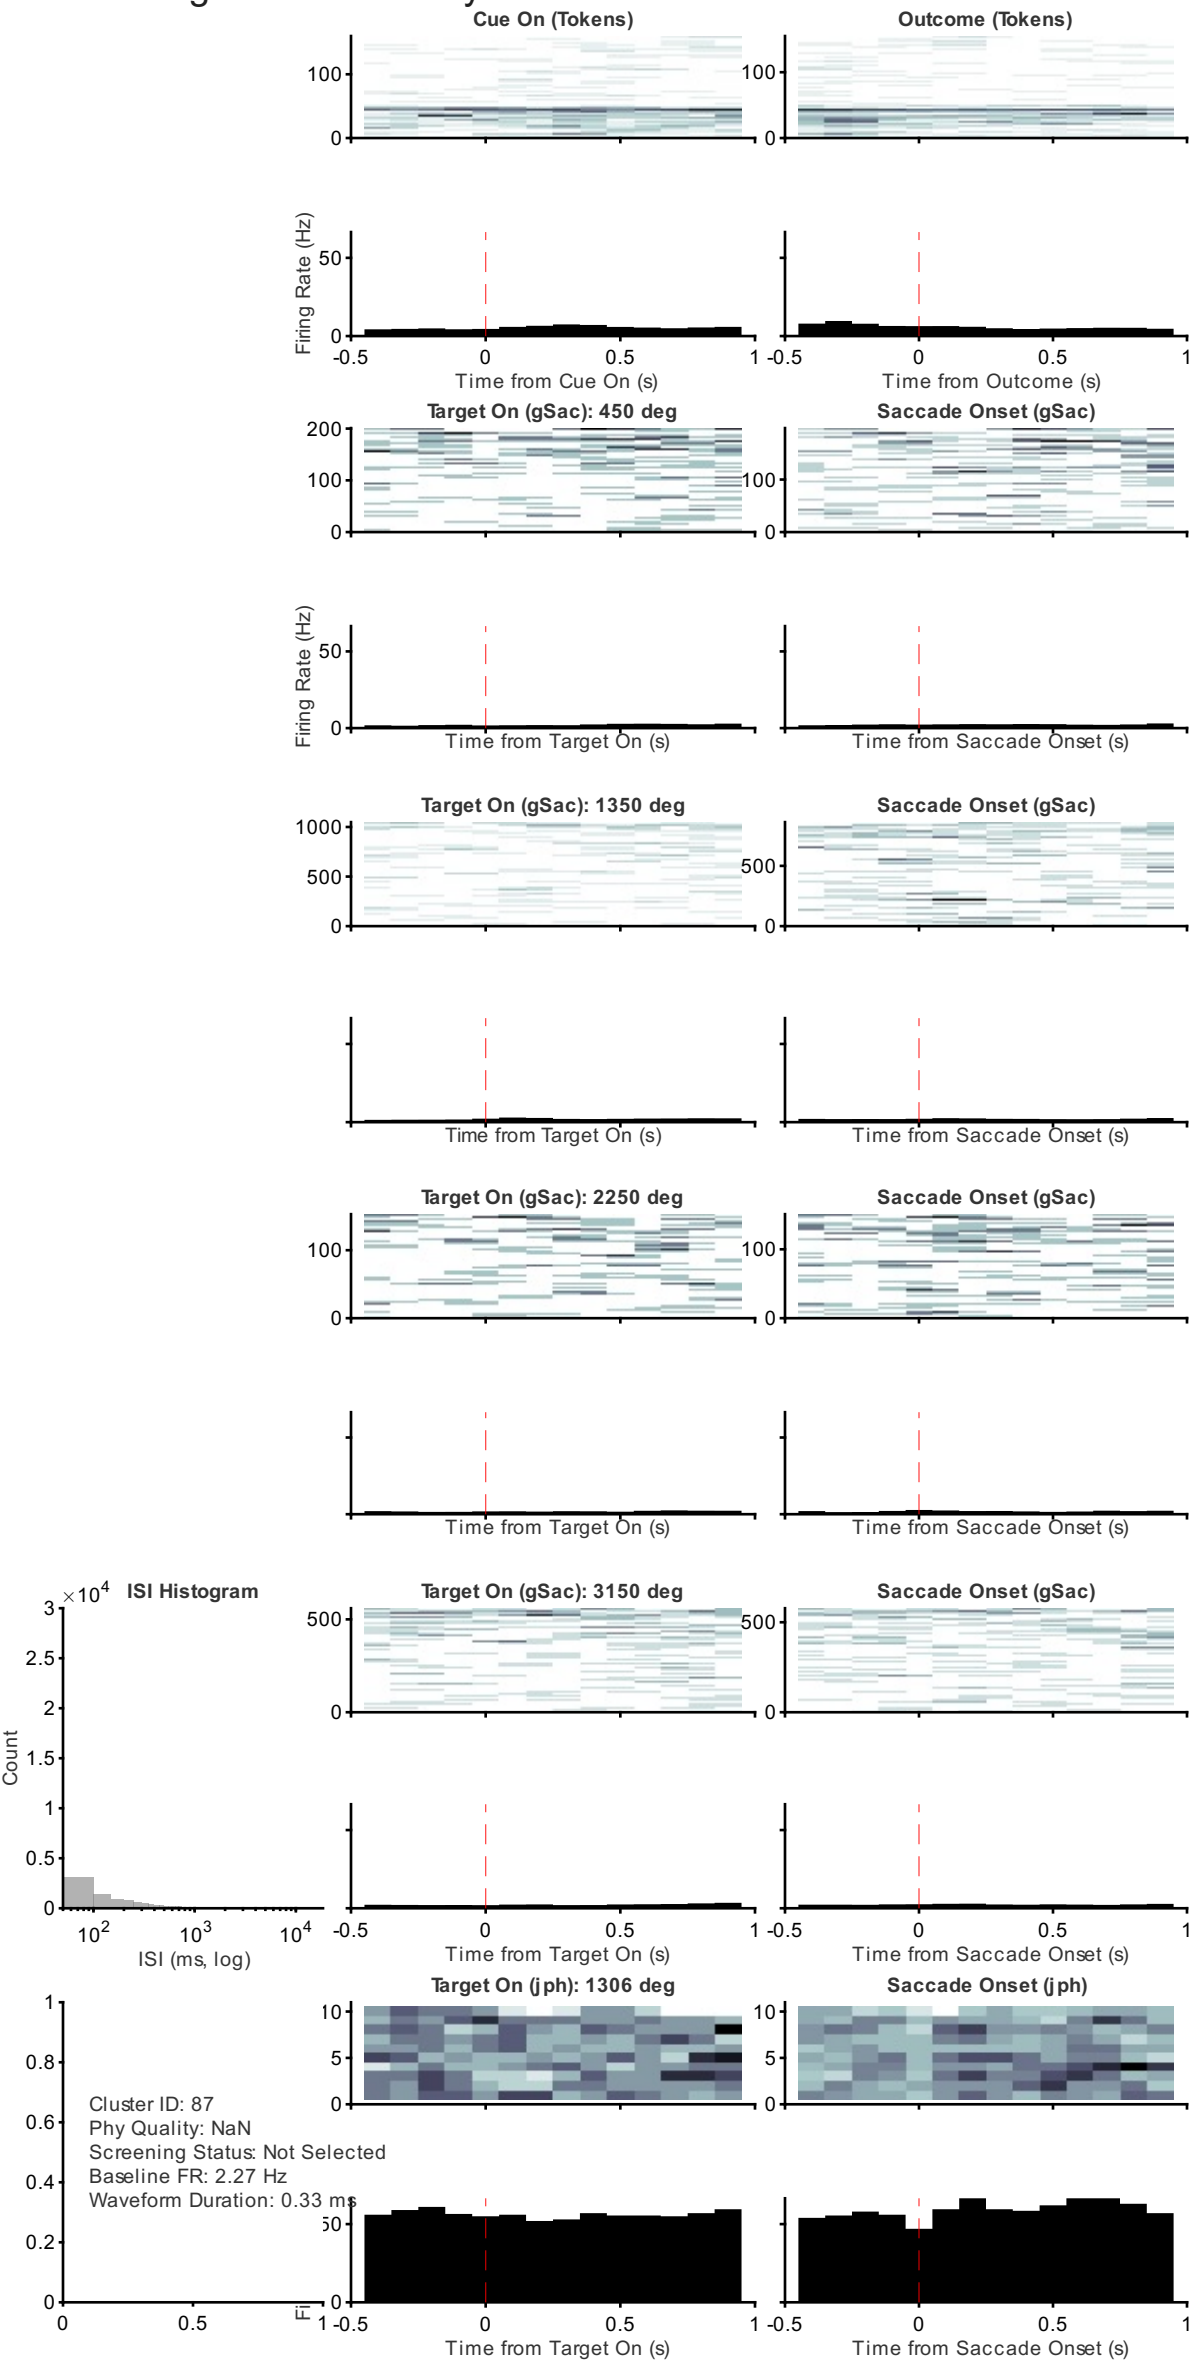 Cue On (Tokens)
Outcome (Tokens)
100
0
100
0
Firing Rate (Hz)
50
0
-0.5
0
0.5
1
-0.5
0
0.5
1
Time from Cue On (s)
Time from Outcome (s)
Target On (gSac): 450 deg
Saccade Onset (gSac)
200
100
0
100
0
Firing Rate (Hz)
50
0
Time from Target On (s)
Time from Saccade Onset (s)
Target On (gSac): 1350 deg
Saccade Onset (gSac)
1000
500
0
500
0
Time from Target On (s)
Time from Saccade Onset (s)
Target On (gSac): 2250 deg
Saccade Onset (gSac)
100
0
100
0
Time from Target On (s)
Time from Saccade Onset (s)
×10⁴
ISI Histogram
3
2.5
2
1.5
1
0.5
0
Count
10²
10³
10⁴
ISI (ms, log)
Target On (gSac): 3150 deg
Saccade Onset (gSac)
500
0
500
0
-0.5
0
0.5
1
-0.5
0
0.5
1
Time from Target On (s)
Time from Saccade Onset (s)
Target On (jph): 1306 deg
Saccade Onset (jph)
10
5
0
10
5
0
1
0.8
0.6
0.4
0.2
0
0
0.5
1
Cluster ID: 87
Phy Quality: NaN
Screening Status: Not Selected
Baseline FR: 2.27 Hz
Waveform Duration: 0.33 ms
Fi
50
0
-0.5
0
0.5
1
-0.5
0
0.5
1
Time from Target On (s)
Time from Saccade Onset (s)